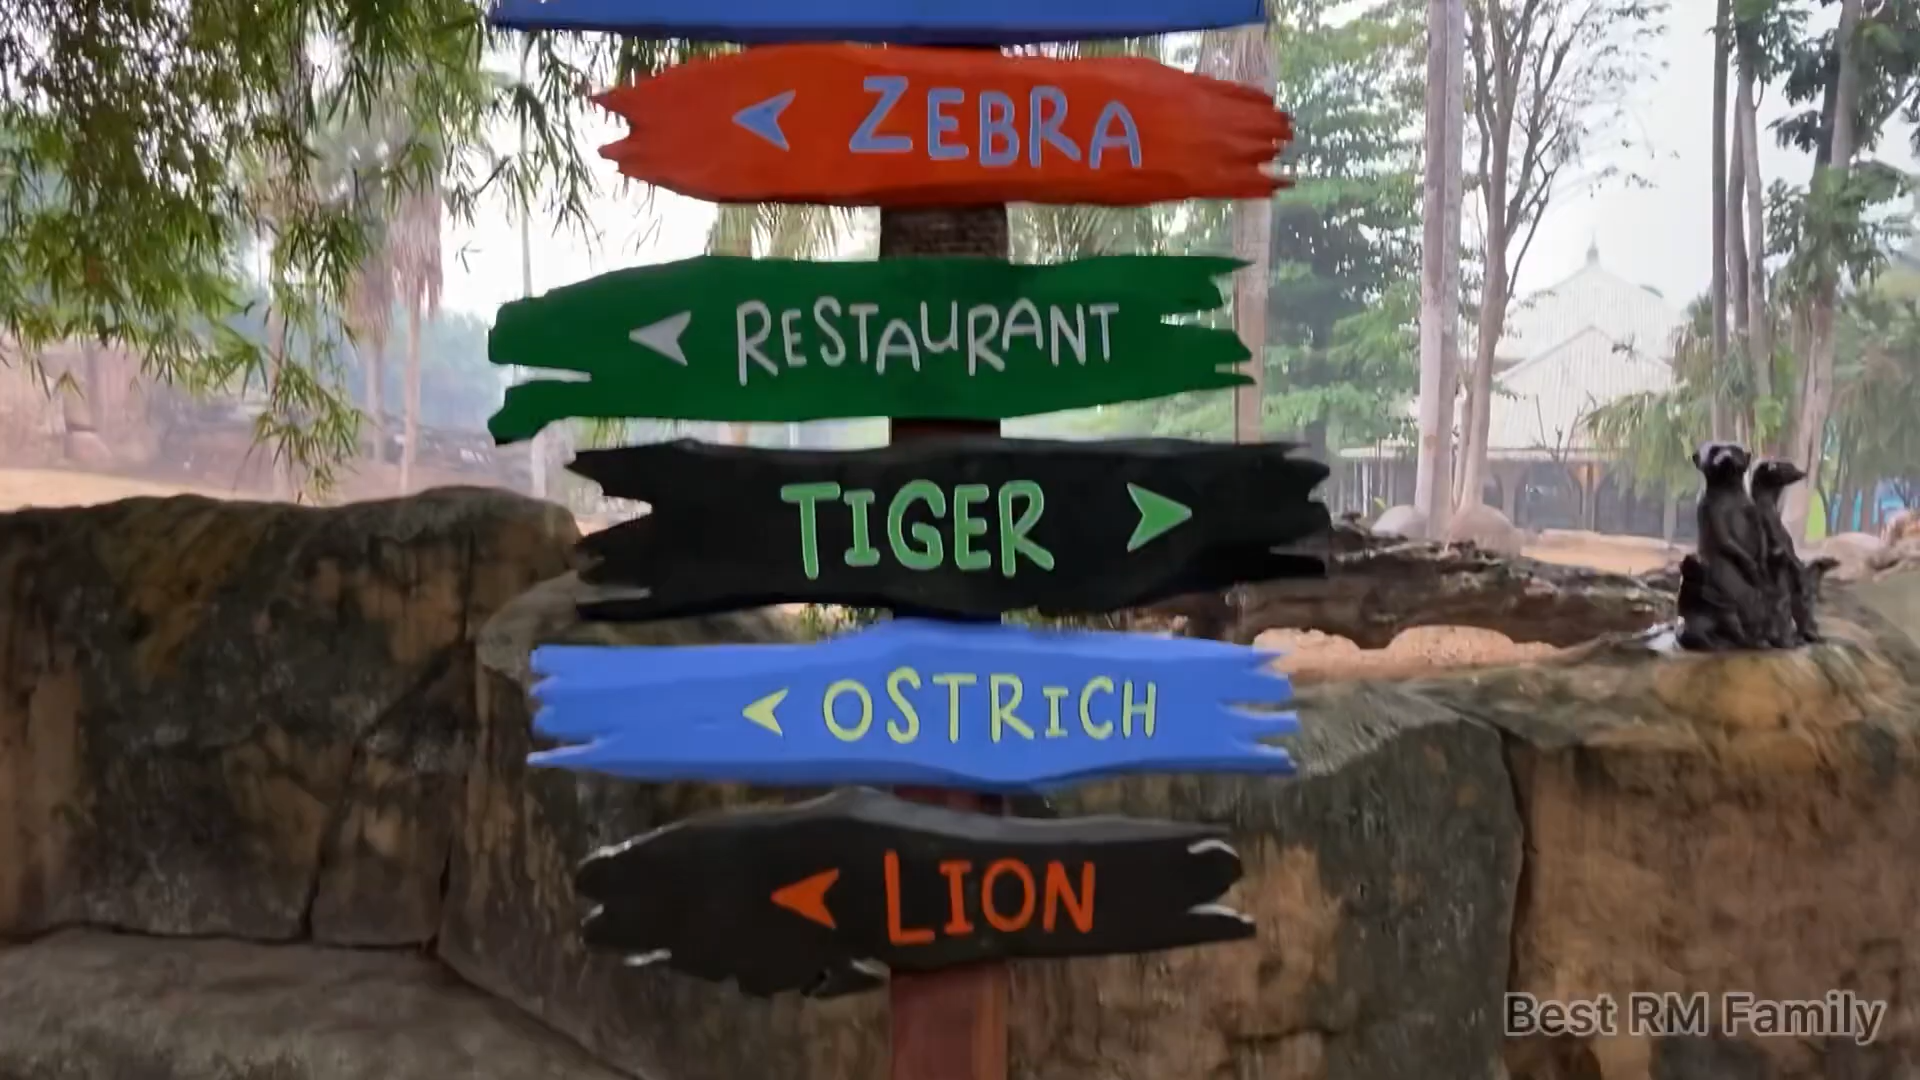 ZEBRA
RESTAURANT
TIGER
OSTRICH
LION
Best RM Family